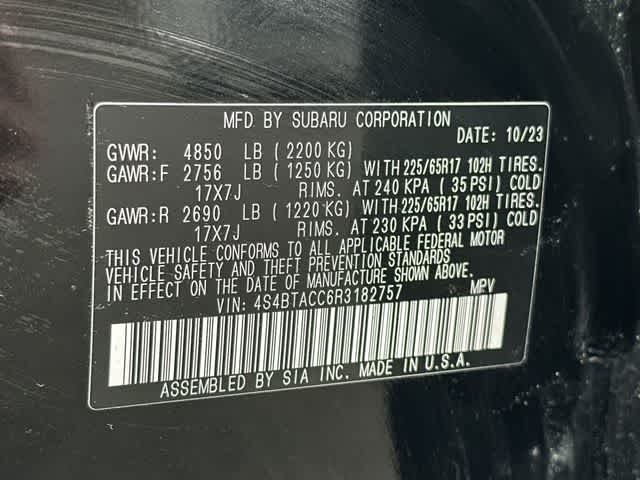 MFD BY SUBARU CORPORATION
DATE: 10/23
GVWR: 4850 LB ( 2200 KG)
GAWR:F 2756 LB ( 1250 KG) WITH 225/65R17 102H TIRES.
17X7J RIMS. AT 240 KPA ( 35 PSI) COLD
GAWR:R 2690 LB ( 1220 KG) WITH 225/65R17 102H TIRES.
17X7J RIMS. AT 230 KPA ( 33 PSI) COLD
THIS VEHICLE CONFORMS TO ALL APPLICABLE FEDERAL MOTOR
VEHICLE SAFETY AND THEFT PREVENTION STANDARDS
IN EFFECT ON THE DATE OF MANUFACTURE SHOWN ABOVE.
VIN: 4S4BTACC6R3182757 MPV
ASSEMBLED BY SIA INC. MADE IN U.S.A.